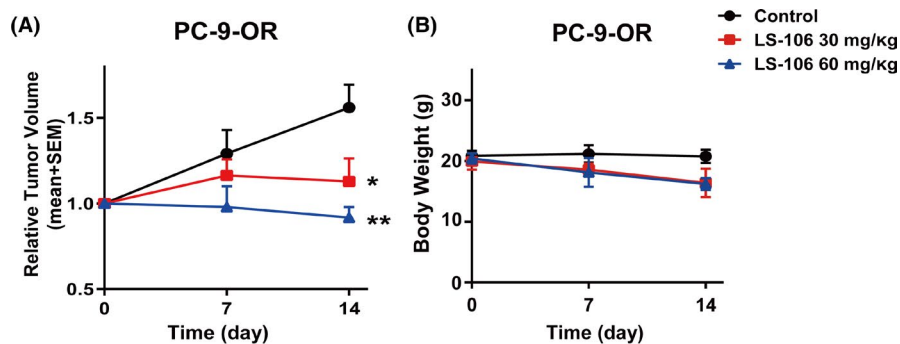 (A)
PC-9-OR
Relative Tumor Volume
(mean+SEM)
1.5
1.0
0.5
0
7
14
Time (day)
*
**
(B)
PC-9-OR
Body Weight (g)
30
20
10
0
0
7
14
Time (day)
Control
LS-106 30 mg/κg
LS-106 60 mg/κg